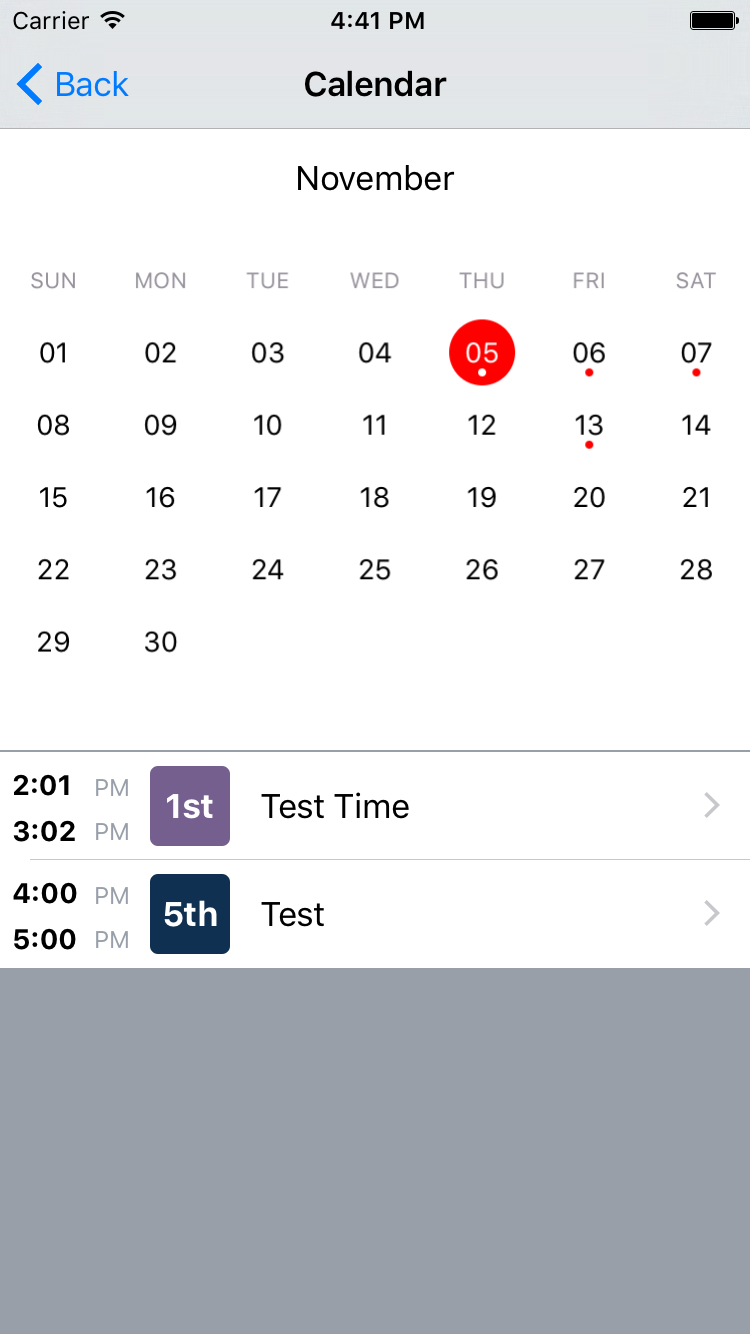 Carrier 4:41 PM
Back Calendar
November
SUN MON TUE WED THU FRI SAT
01 02 03 04 05 06 07
08 09 10 11 12 13 14
15 16 17 18 19 20 21
22 23 24 25 26 27 28
29 30
2:01 PM
3:02 PM
1st Test Time
4:00 PM
5:00 PM
5th Test